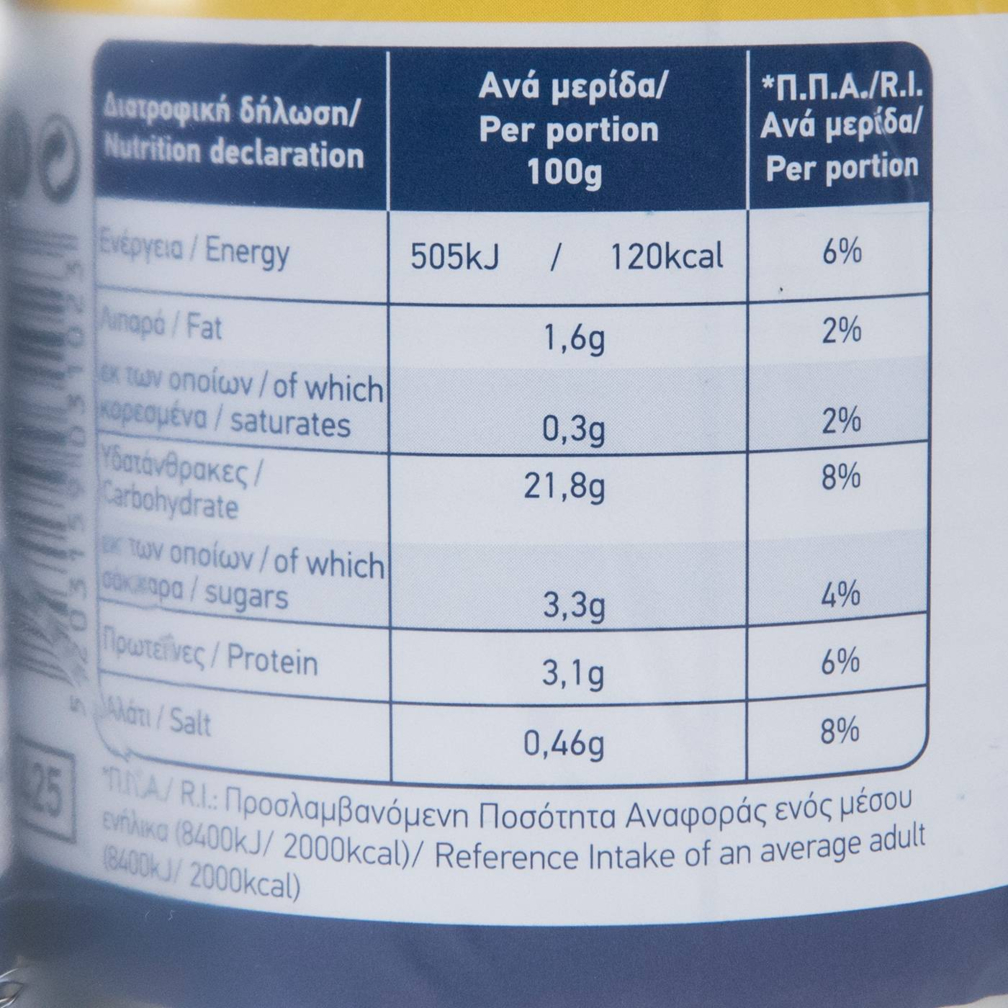 Διατροφική δήλωση/
Nutrition declaration
Ανά μερίδα/
Per portion
100g
*Π.Π.Α./R.I.
Ανά μερίδα/
Per portion
Ενέργεια / Energy
505kJ / 120kcal
6%
Λιπαρά / Fat
1,6g
2%
εκ των οποίων / of which
κορεσμένα / saturates
0,3g
2%
Υδατάνθρακες /
Carbohydrate
21,8g
8%
εκ των οποίων / of which
σάκχαρα / sugars
3,3g
4%
Πρωτεΐνες / Protein
3,1g
6%
Αλάτι / Salt
0,46g
8%
*Π.Π.Α/ R.I.: Προσλαμβανόμενη Ποσότητα Αναφοράς ενός μέσου
ενήλικα (8400kJ/ 2000kcal)/ Reference Intake of an average adult
(8400kJ/ 2000kcal)